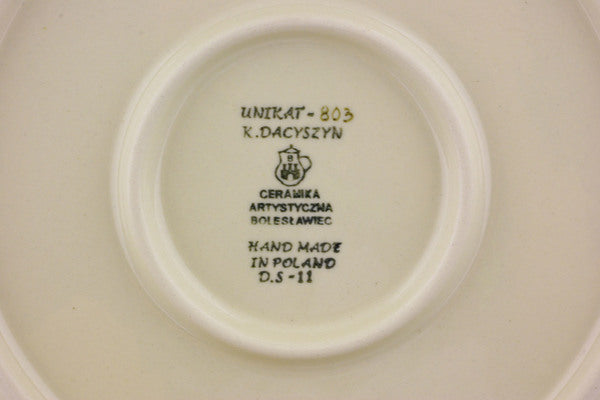 UNIKAT - 803
K. DACYSZYN
B
CERAMIKA
ARTYSTYCZNA
BOLESŁAWIEC
HAND MADE
IN POLAND
D.S - 11